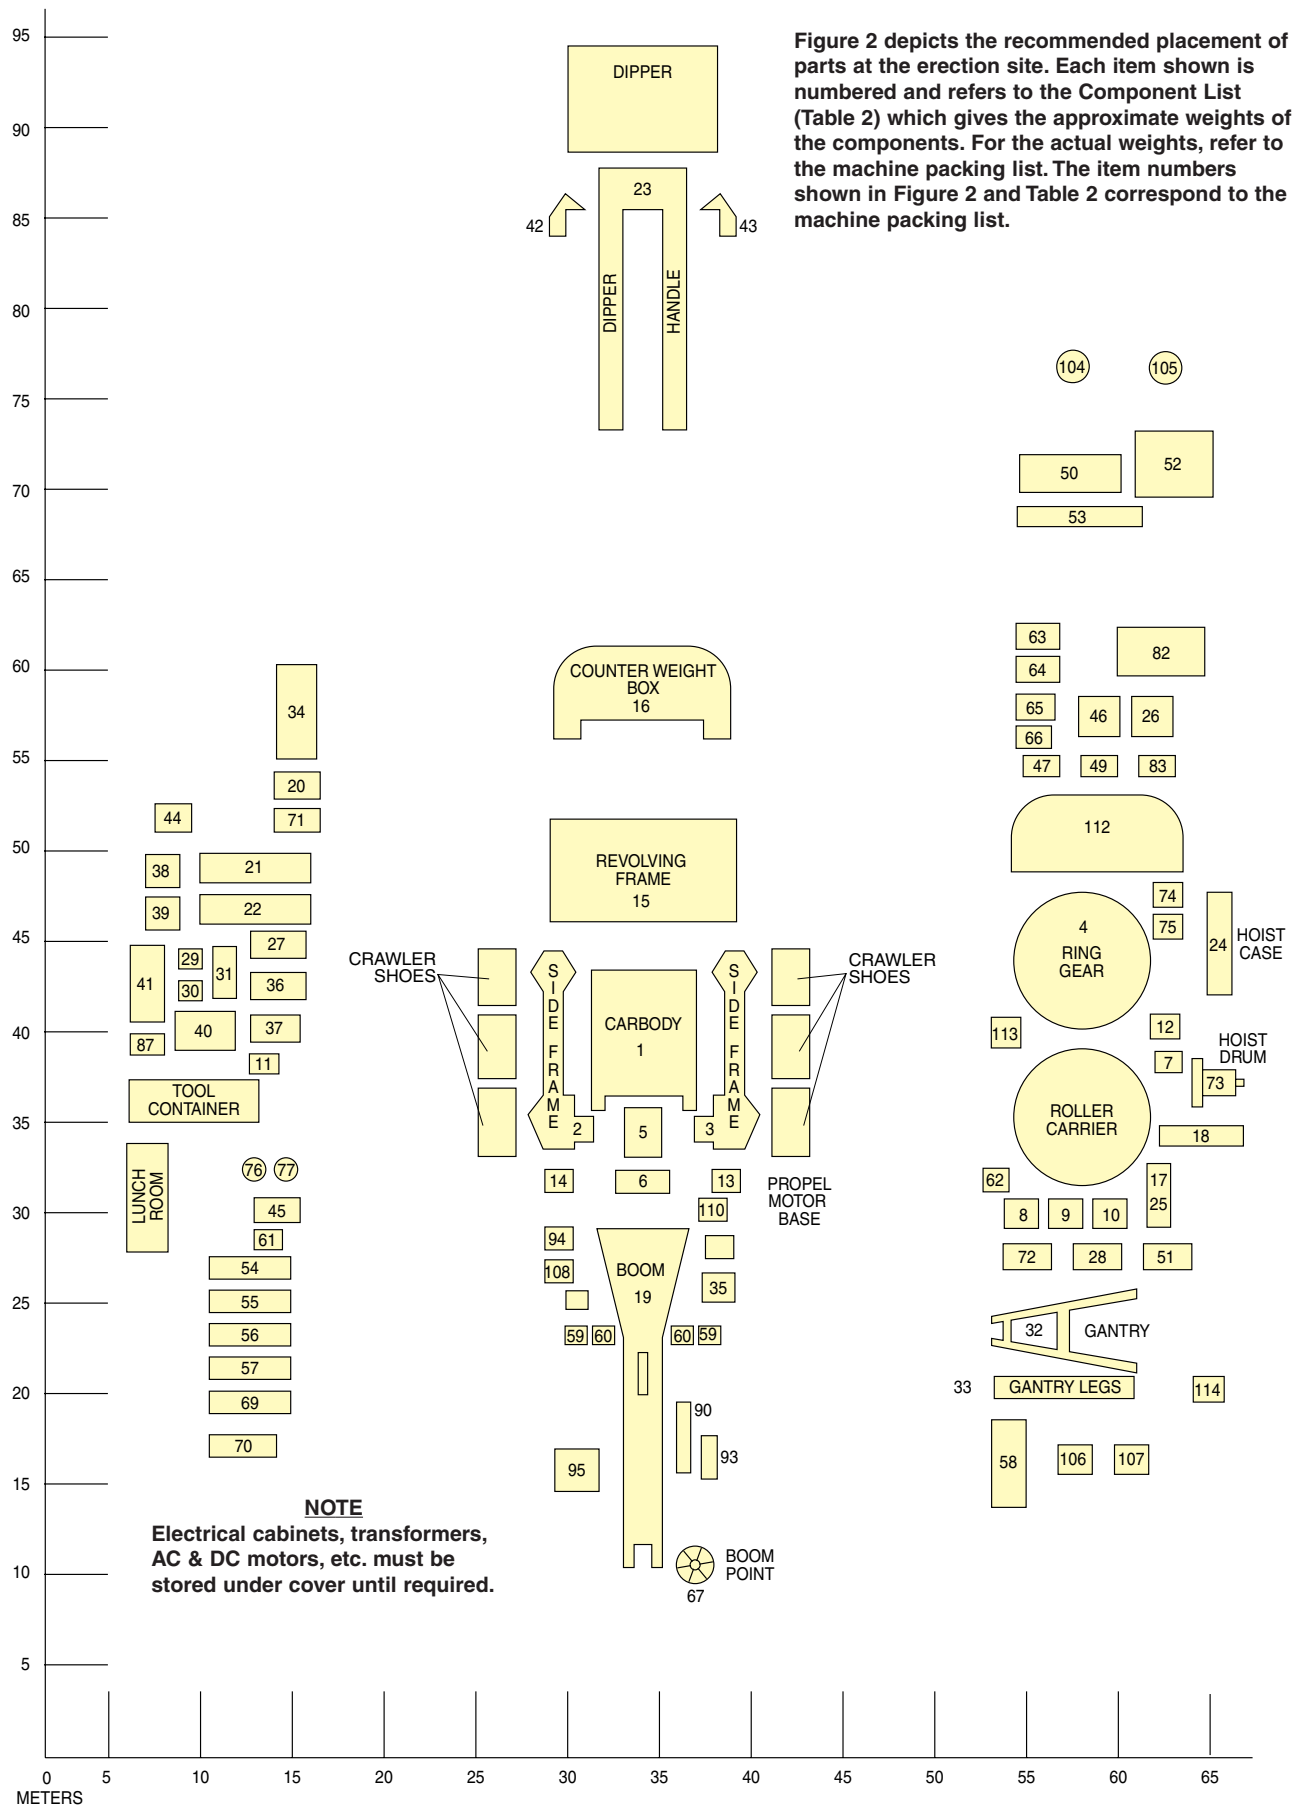 95
90
85
80
75
70
65
60
55
50
45
40
35
30
25
20
15
10
5
Figure 2 depicts the recommended placement of
parts at the erection site. Each item shown is
numbered and refers to the Component List
(Table 2) which gives the approximate weights of
the components. For the actual weights, refer to
the machine packing list. The item numbers
shown in Figure 2 and Table 2 correspond to the
machine packing list.
DIPPER
23
42
43
DIPPER
HANDLE
104
105
50
52
53
63
64
82
65
66
46
26
47
49
83
COUNTER WEIGHT
BOX
16
34
20
71
44
38
21
39
22
27
29
31
30
36
41
40
37
87
11
TOOL
CONTAINER
LUNCH
ROOM
76
77
45
61
54
55
56
57
69
70
REVOLVING
FRAME
15
CRAWLER
SHOES
SIDE FRAME
CARBODY
1
SIDE FRAME
CRAWLER
SHOES
2
5
3
14
6
13
PROPEL
MOTOR
BASE
110
94
108
BOOM
19
35
59
60
60
59
90
93
95
BOOM
POINT
67
112
74
75
4
RING
GEAR
24
HOIST
CASE
113
12
7
HOIST
DRUM
73
ROLLER
CARRIER
18
62
17
25
8
9
10
72
28
51
32
GANTRY
33
GANTRY LEGS
114
58
106
107
NOTE
Electrical cabinets, transformers,
AC & DC motors, etc. must be
stored under cover until required.
0 5 10 15 20 25 30 35 40 45 50 55 60 65
METERS